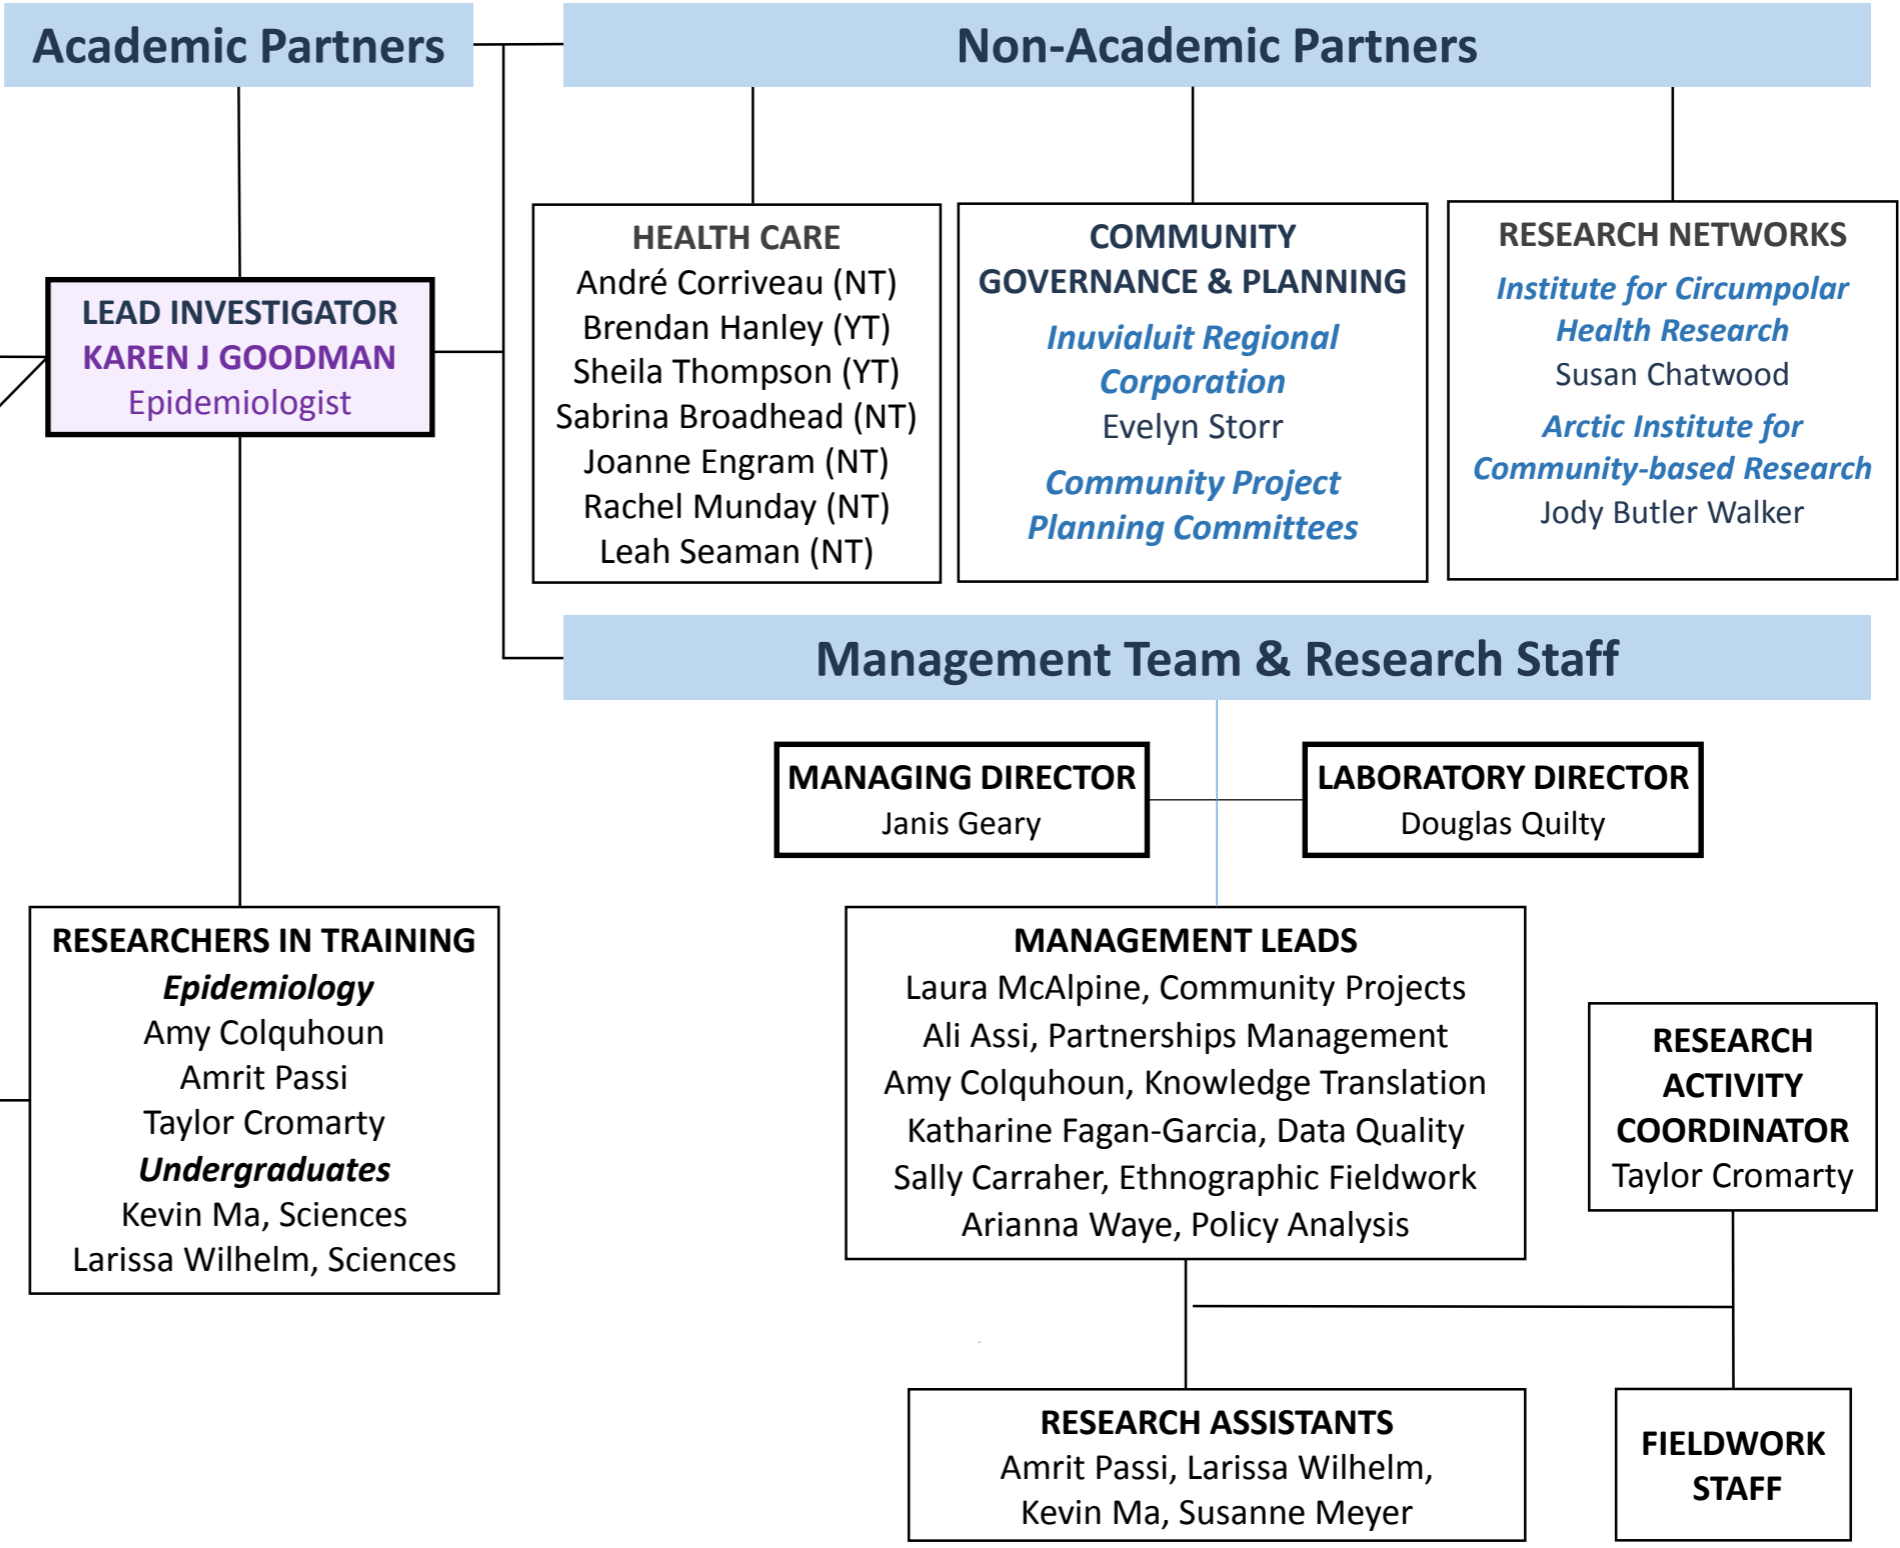 Academic Partners
Non-Academic Partners
LEAD INVESTIGATOR
KAREN J GOODMAN
Epidemiologist
HEALTH CARE
André Corriveau (NT)
Brendan Hanley (YT)
Sheila Thompson (YT)
Sabrina Broadhead (NT)
Joanne Engram (NT)
Rachel Munday (NT)
Leah Seaman (NT)
COMMUNITY
GOVERNANCE & PLANNING
Inuvialuit Regional
Corporation
Evelyn Storr
Community Project
Planning Committees
RESEARCH NETWORKS
Institute for Circumpolar
Health Research
Susan Chatwood
Arctic Institute for
Community-based Research
Jody Butler Walker
Management Team & Research Staff
MANAGING DIRECTOR
Janis Geary
LABORATORY DIRECTOR
Douglas Quilty
RESEARCHERS IN TRAINING
Epidemiology
Amy Colquhoun
Amrit Passi
Taylor Cromarty
Undergraduates
Kevin Ma, Sciences
Larissa Wilhelm, Sciences
MANAGEMENT LEADS
Laura McAlpine, Community Projects
Ali Assi, Partnerships Management
Amy Colquhoun, Knowledge Translation
Katharine Fagan-Garcia, Data Quality
Sally Carraher, Ethnographic Fieldwork
Arianna Waye, Policy Analysis
RESEARCH
ACTIVITY
COORDINATOR
Taylor Cromarty
RESEARCH ASSISTANTS
Amrit Passi, Larissa Wilhelm,
Kevin Ma, Susanne Meyer
FIELDWORK
STAFF